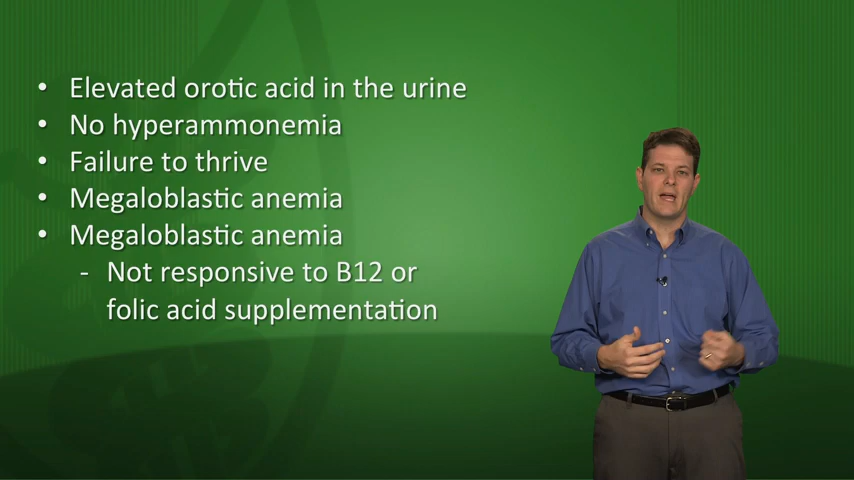 • Elevated orotic acid in the urine
• No hyperammonemia
• Failure to thrive
• Megaloblastic anemia
• Megaloblastic anemia
- Not responsive to B12 or
folic acid supplementation